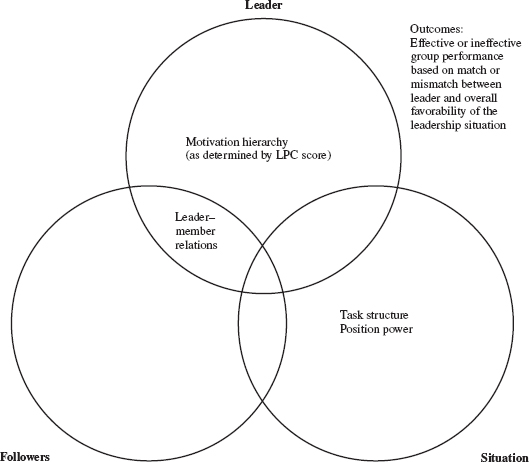 Leader
Outcomes:
Effective or ineffective
group performance
based on match or
mismatch between
leader and overall
favorability of the
leadership situation
Motivation hierarchy
(as determined by LPC score)
Leader–
member
relations
Task structure
Position power
Followers
Situation